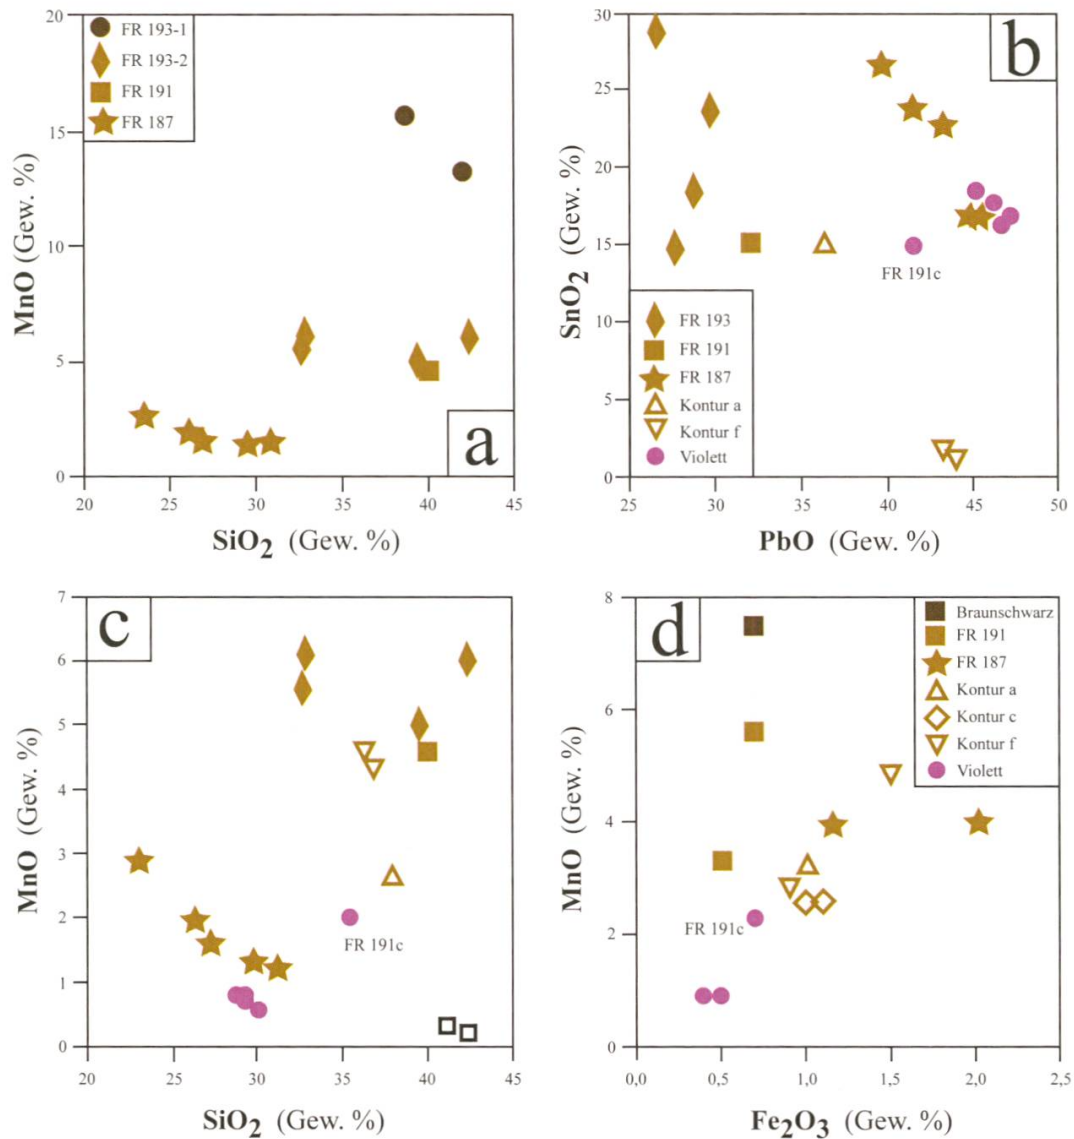 20
15
10
5
0
MnO (Gew. %)
FR 193-1
FR 193-2
FR 191
FR 187
a
20 25 30 35 40 45
SiO2 (Gew. %)
30
25
20
15
10
5
0
SnO2 (Gew. %)
b
FR 191c
FR 193
FR 191
FR 187
Kontur a
Kontur f
Violett
25 30 35 40 45 50
PbO (Gew. %)
7
6
5
4
3
2
1
0
MnO (Gew. %)
c
FR 191c
20 25 30 35 40 45
SiO2 (Gew. %)
8
6
4
2
0
MnO (Gew. %)
d
Braunschwarz
FR 191
FR 187
Kontur a
Kontur c
Kontur f
Violett
FR 191c
0,0 0,5 1,0 1,5 2,0 2,5
Fe2O3 (Gew. %)